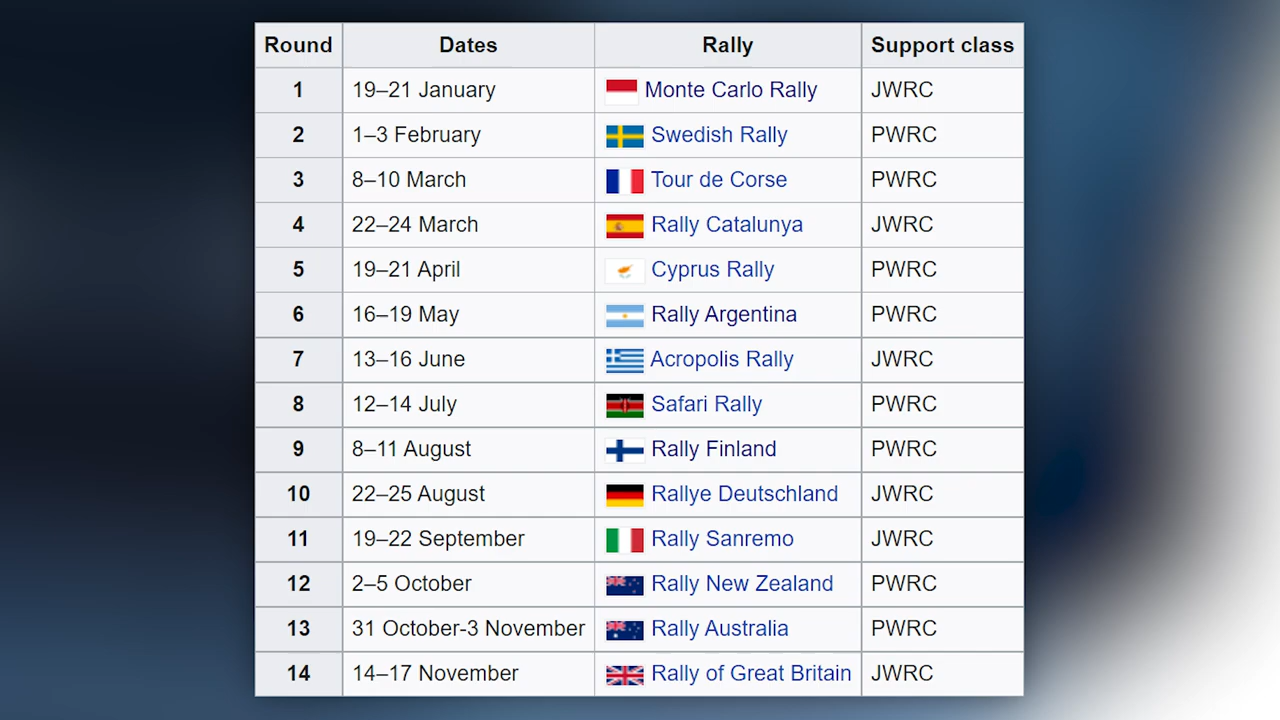 Round Dates Rally Support class
1 19–21 January Monte Carlo Rally JWRC
2 1–3 February Swedish Rally PWRC
3 8–10 March Tour de Corse PWRC
4 22–24 March Rally Catalunya JWRC
5 19–21 April Cyprus Rally PWRC
6 16–19 May Rally Argentina PWRC
7 13–16 June Acropolis Rally JWRC
8 12–14 July Safari Rally PWRC
9 8–11 August Rally Finland PWRC
10 22–25 August Rallye Deutschland JWRC
11 19–22 September Rally Sanremo JWRC
12 2–5 October Rally New Zealand PWRC
13 31 October-3 November Rally Australia PWRC
14 14–17 November Rally of Great Britain JWRC